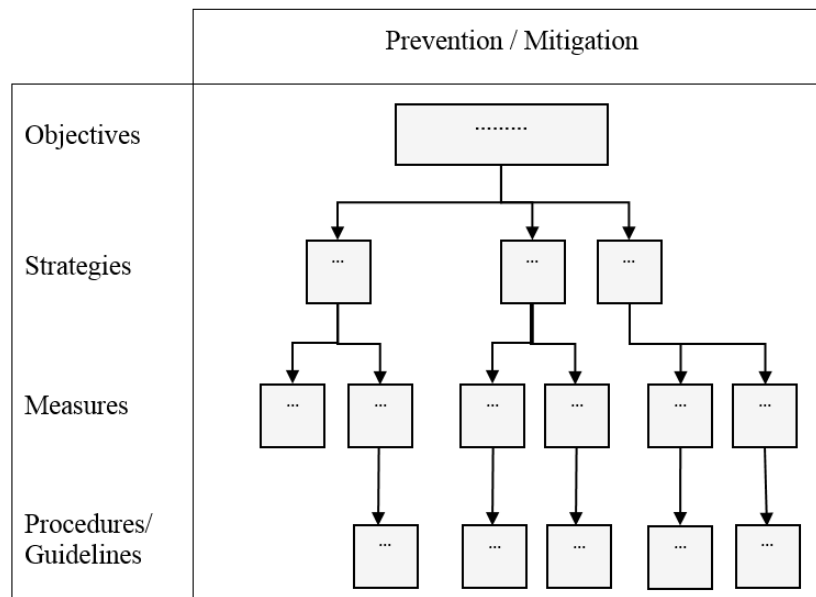 Prevention / Mitigation
Objectives
.........
Strategies
... ... ...
Measures
... ... ... ... ... ...
Procedures/
Guidelines
... ... ... ... ...